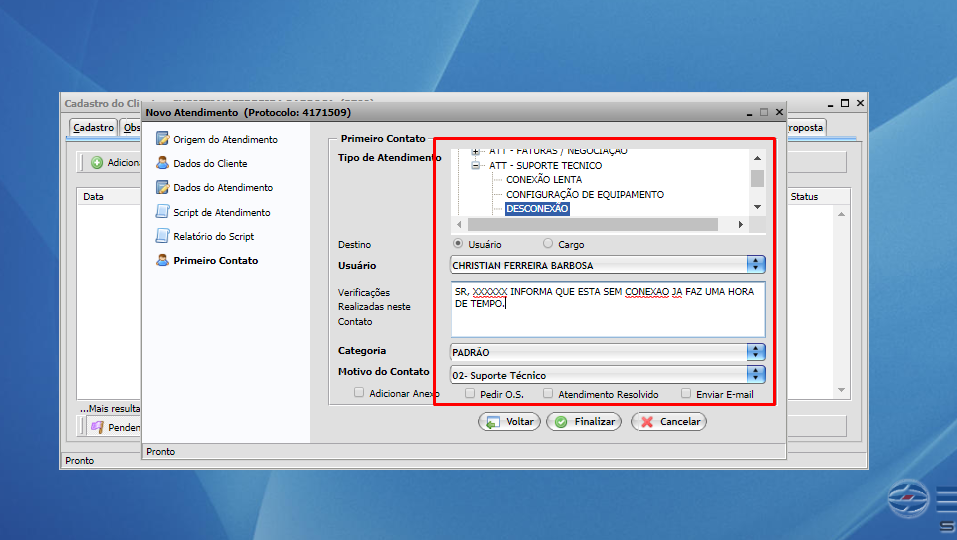 Cadastro do Cli
Novo Atendimento (Protocolo: 4171509)
Cadastro
Obs
Proposta
Adiciona
Data
Status
...Mais resulta
Penden
Pronto
Origem do Atendimento
Dados do Cliente
Dados do Atendimento
Script de Atendimento
Relatório do Script
Primeiro Contato
Primeiro Contato
Tipo de Atendimento
ATT - FATURAS / NEGOCIAÇÃO
ATT - SUPORTE TECNICO
CONEXÃO LENTA
CONFIGURAÇÃO DE EQUIPAMENTO
DESCONEXÃO
Destino
Usuário
Cargo
Usuário
CHRISTIAN FERREIRA BARBOSA
Verificações
Realizadas neste
Contato
SR, XXXXXX INFORMA QUE ESTA SEM CONEXAO JA FAZ UMA HORA
DE TEMPO.
Categoria
PADRÃO
Motivo do Contato
02- Suporte Técnico
Adicionar Anexo
Pedir O.S.
Atendimento Resolvido
Enviar E-mail
Voltar
Finalizar
Cancelar
Pronto